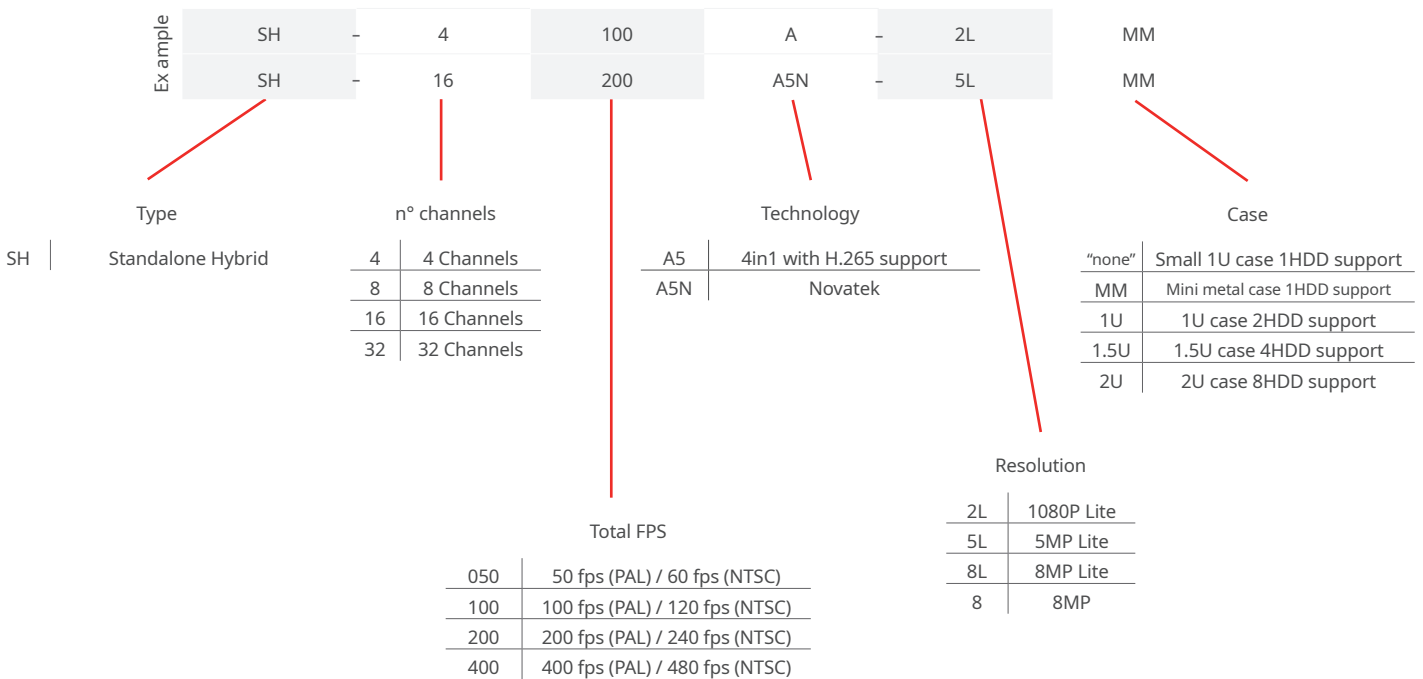 Ex ample
SH – 4 100 A – 2L MM
SH – 16 200 A5N – 5L MM
Type
SH Standalone Hybrid
n° channels
4 4 Channels
8 8 Channels
16 16 Channels
32 32 Channels
Technology
A5 4in1 with H.265 support
A5N Novatek
Case
“none” Small 1U case 1HDD support
MM Mini metal case 1HDD support
1U 1U case 2HDD support
1.5U 1.5U case 4HDD support
2U 2U case 8HDD support
Resolution
2L 1080P Lite
5L 5MP Lite
8L 8MP Lite
8 8MP
Total FPS
050 50 fps (PAL) / 60 fps (NTSC)
100 100 fps (PAL) / 120 fps (NTSC)
200 200 fps (PAL) / 240 fps (NTSC)
400 400 fps (PAL) / 480 fps (NTSC)